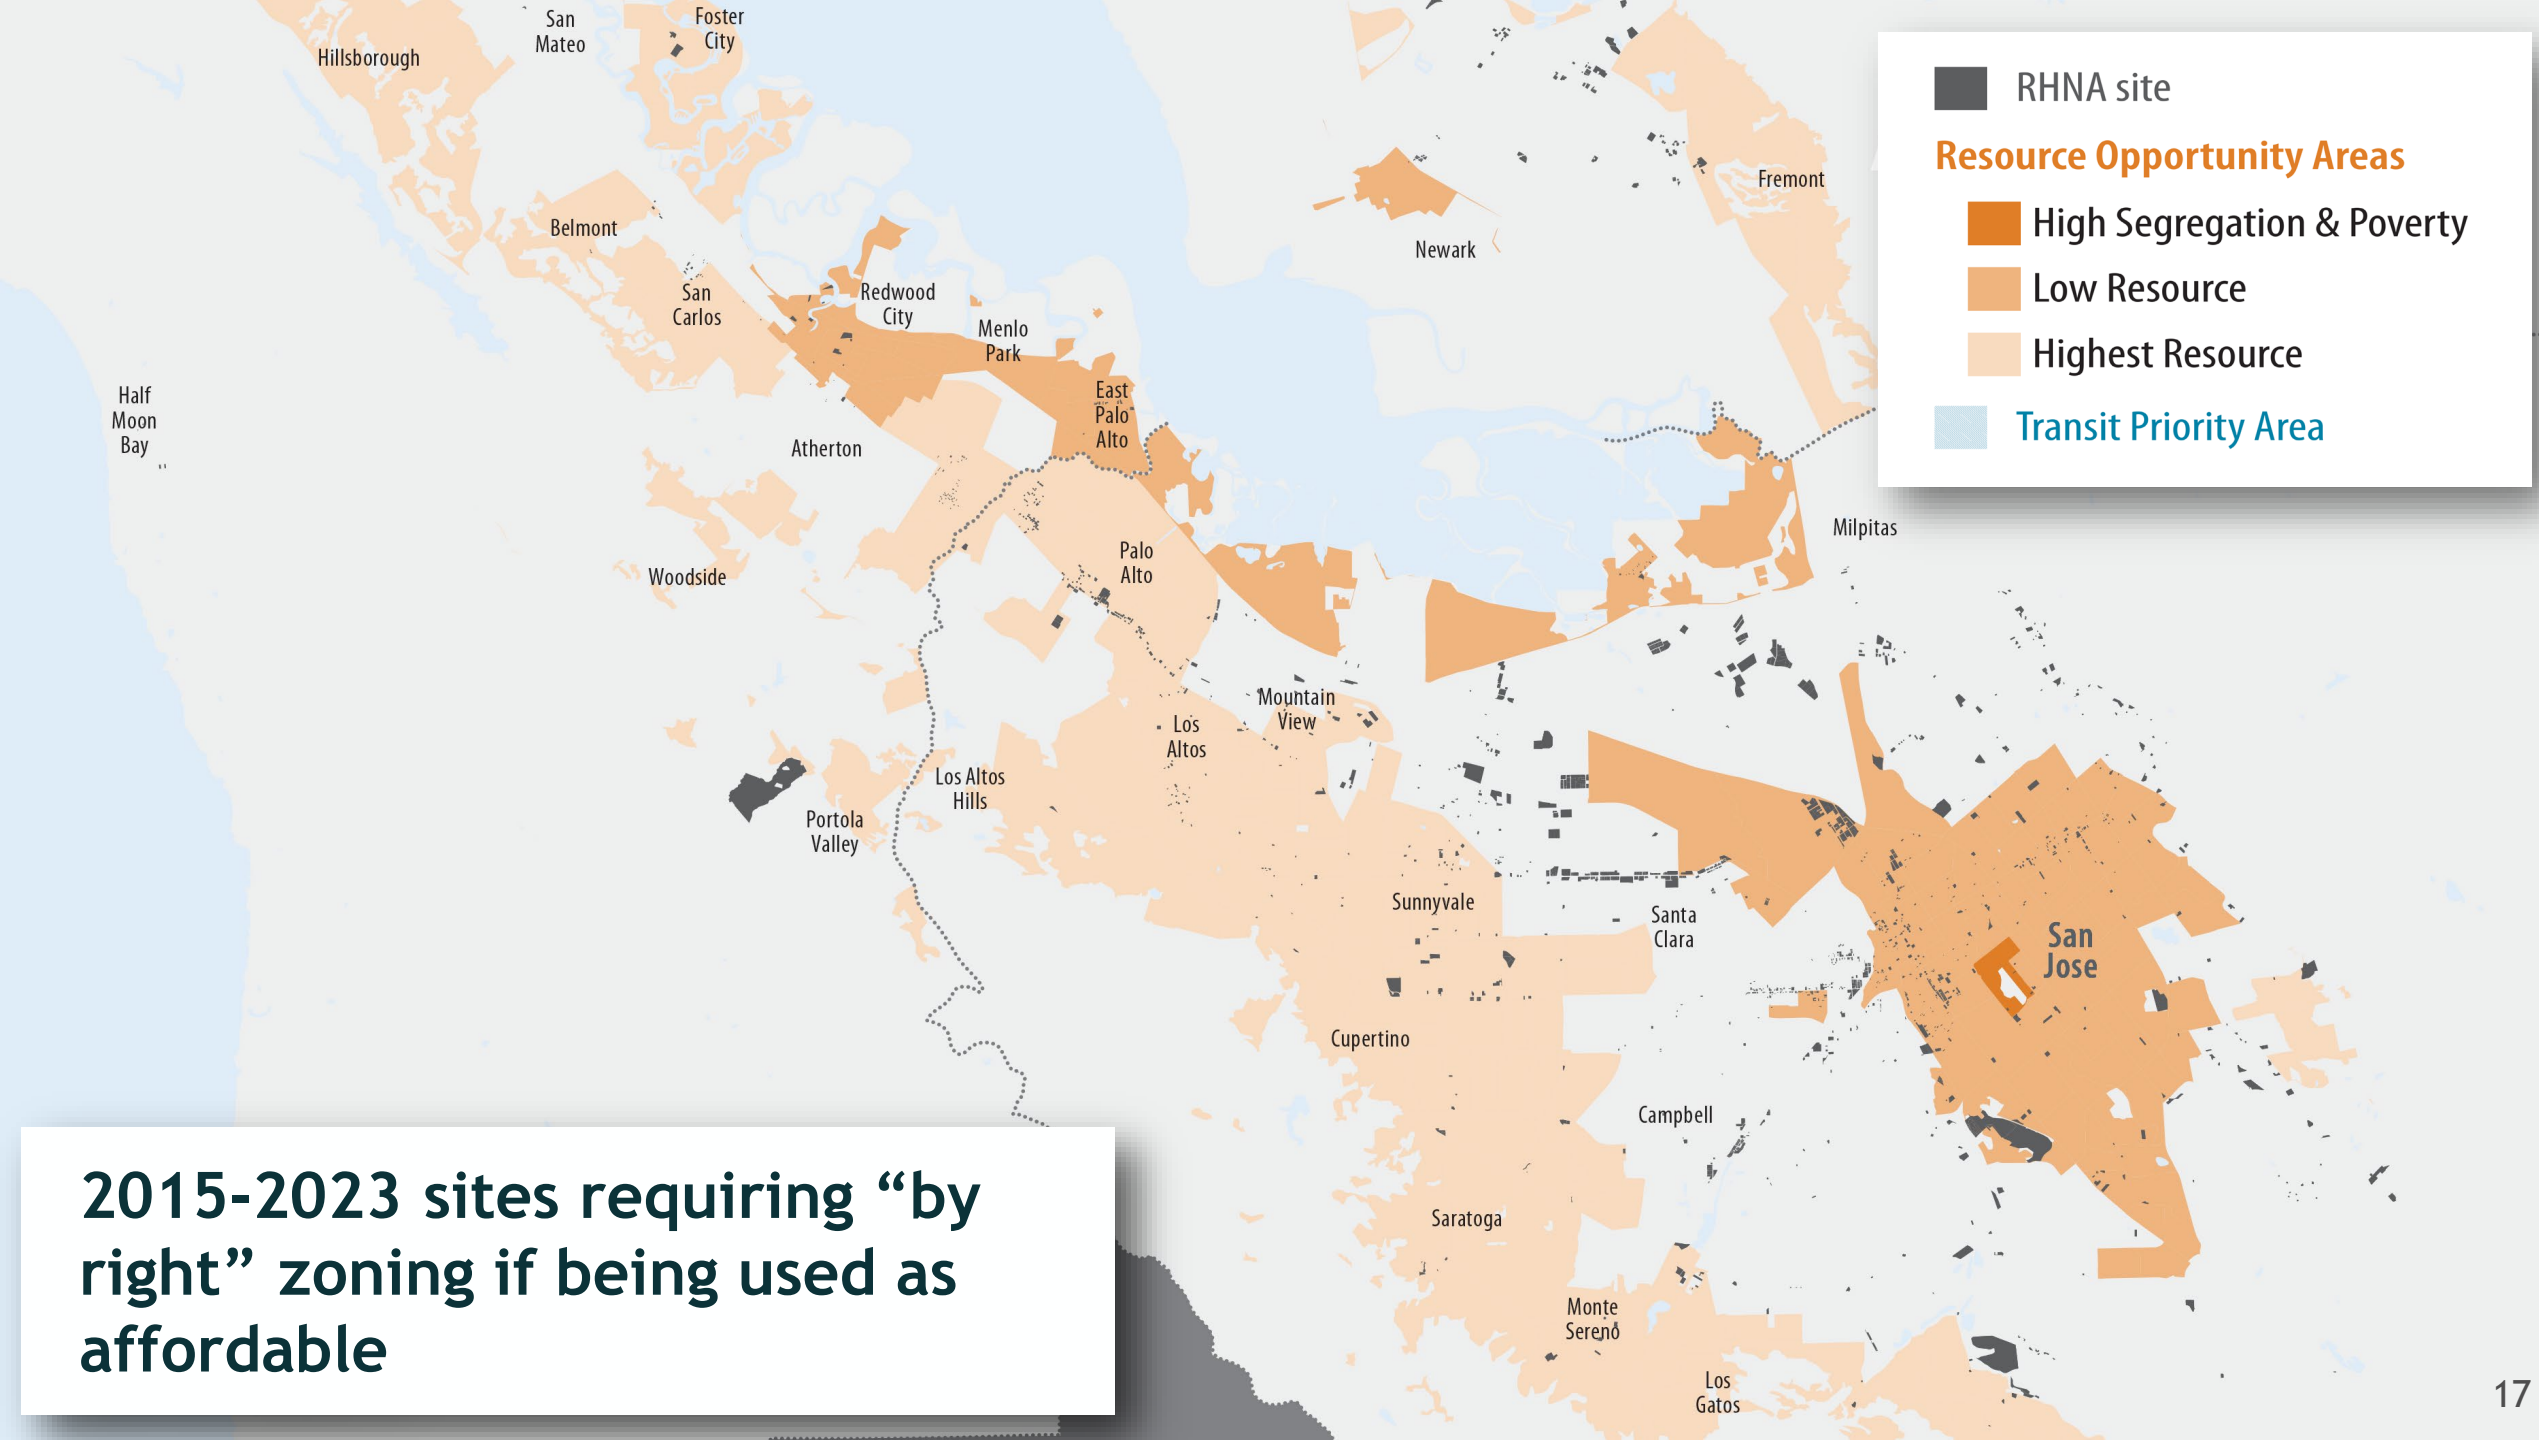 San
Mateo
Foster
City
Hillsborough
RHNA site
Resource Opportunity Areas
High Segregation & Poverty
Low Resource
Highest Resource
Transit Priority Area
Fremont
Newark
Belmont
San
Carlos
Redwood
City
Menlo
Park
East
Palo
Alto
Half
Moon
Bay
Atherton
Milpitas
Palo
Alto
Woodside
Mountain
View
Los
Altos
Los Altos
Hills
Portola
Valley
Sunnyvale
Santa
Clara
San
Jose
Cupertino
Campbell
Saratoga
Monte
Sereno
Los
Gatos
2015-2023 sites requiring “by
right” zoning if being used as
affordable
17